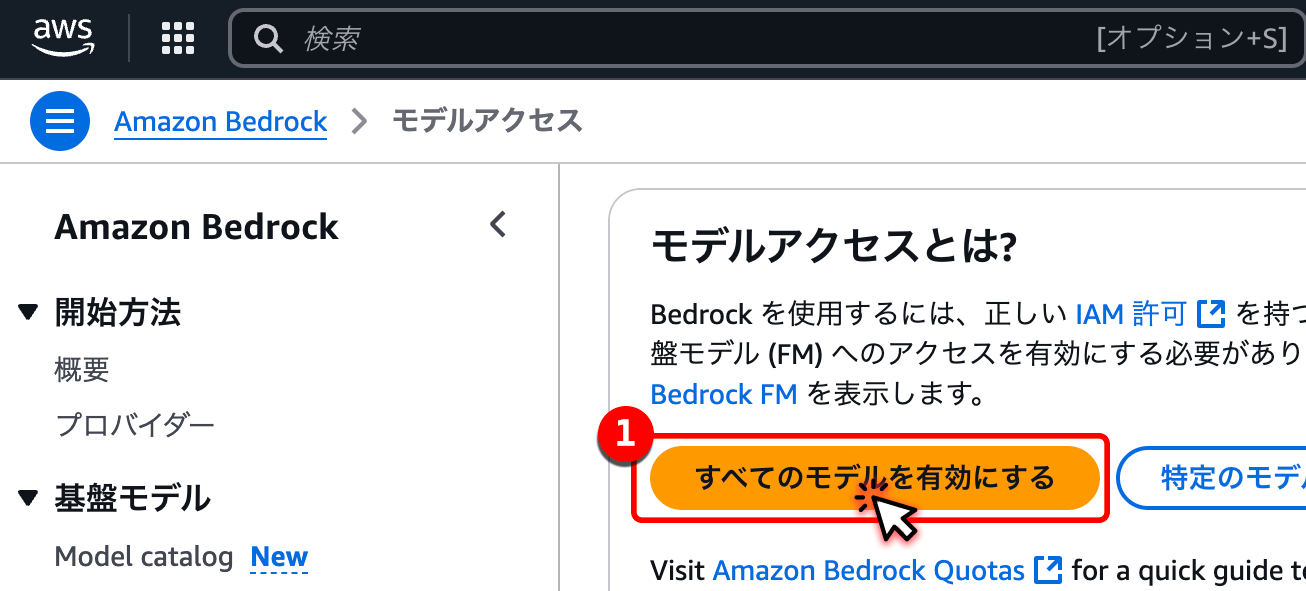 aws
検索 [オプション+S]
Amazon Bedrock モデルアクセス
Amazon Bedrock
開始方法
概要
プロバイダー
基盤モデル
Model catalog New
モデルアクセスとは?
Bedrock を使用するには、正しい IAM 許可 を持つ
盤モデル (FM) へのアクセスを有効にする必要があり
Bedrock FM を表示します。
1
すべてのモデルを有効にする 特定のモデル
Visit Amazon Bedrock Quotas for a quick guide to